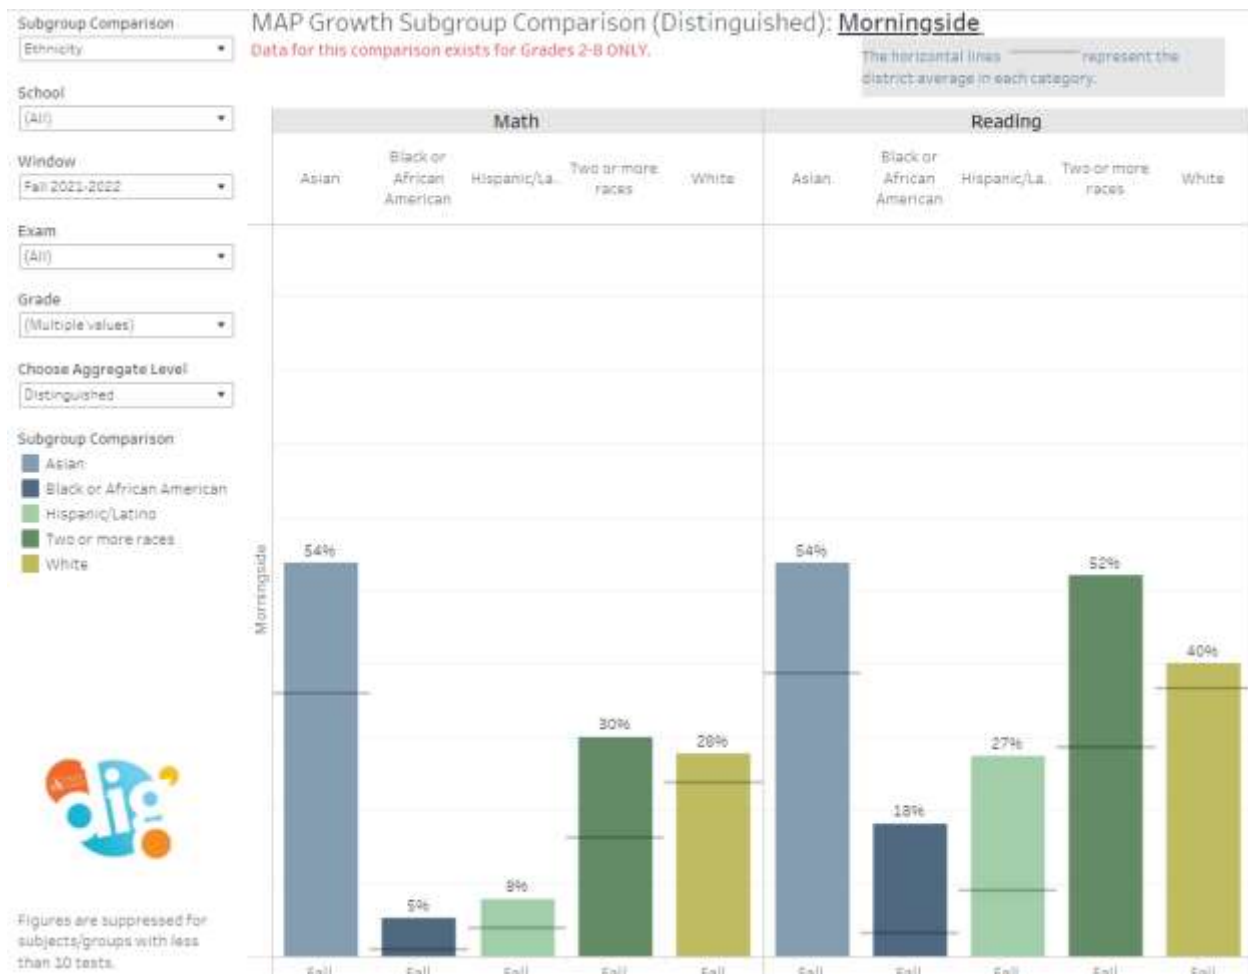 Subgroup Comparison
Ethnicity
School
(All)
Window
Fall 2021-2022
Exam
(All)
Grade
(Multiple values)
Choose Aggregate Level
Distinguished
Subgroup Comparison
Asian
Black or African American
Hispanic/Latino
Two or more races
White
dig
Figures are suppressed for
subjects/groups with less
than 10 tests.
MAP Growth Subgroup Comparison (Distinguished): Morningside
Data for this comparison exists for Grades 2-8 ONLY.
The horizontal lines represent the
district average in each category.
Math
Reading
Asian
Black or
African
American
Hispanic/La..
Two or more
races
White
Asian
Black or
African
American
Hispanic/La..
Two or more
races
White
Morningside
54%
5%
8%
30%
28%
54%
18%
27%
52%
40%
Fall Fall Fall Fall Fall Fall Fall Fall Fall Fall